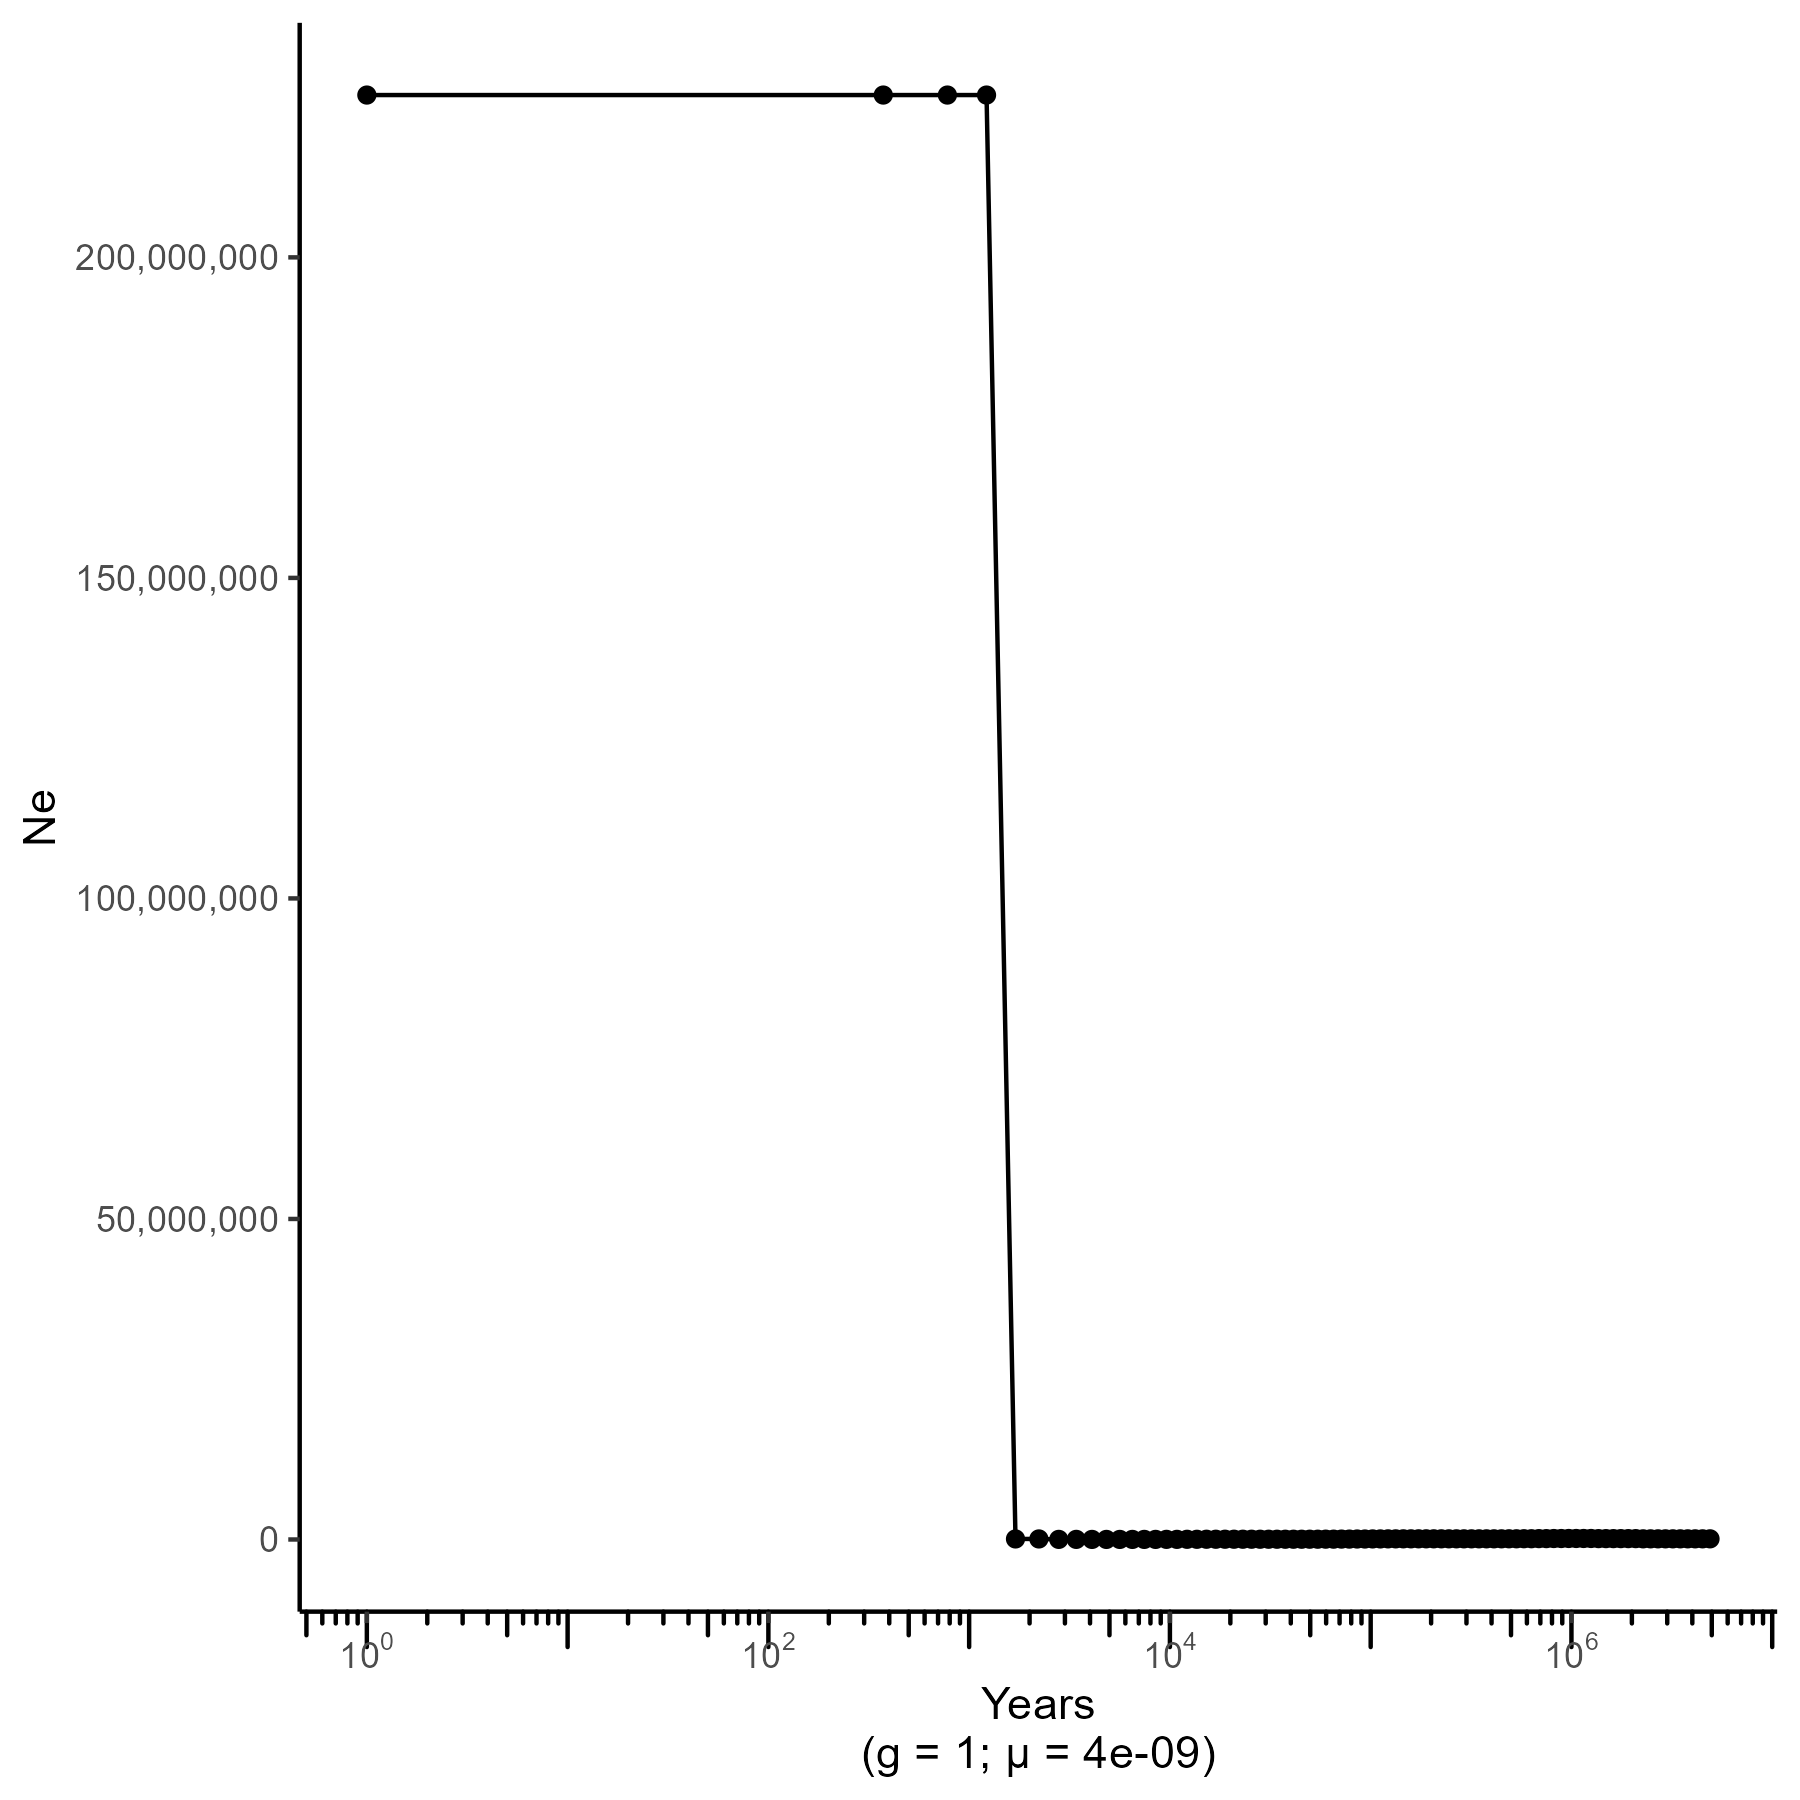 200,000,000
150,000,000
100,000,000
50,000,000
0
Ne
10⁰ 10² 10⁴ 10⁶
Years
(g = 1; μ = 4e-09)